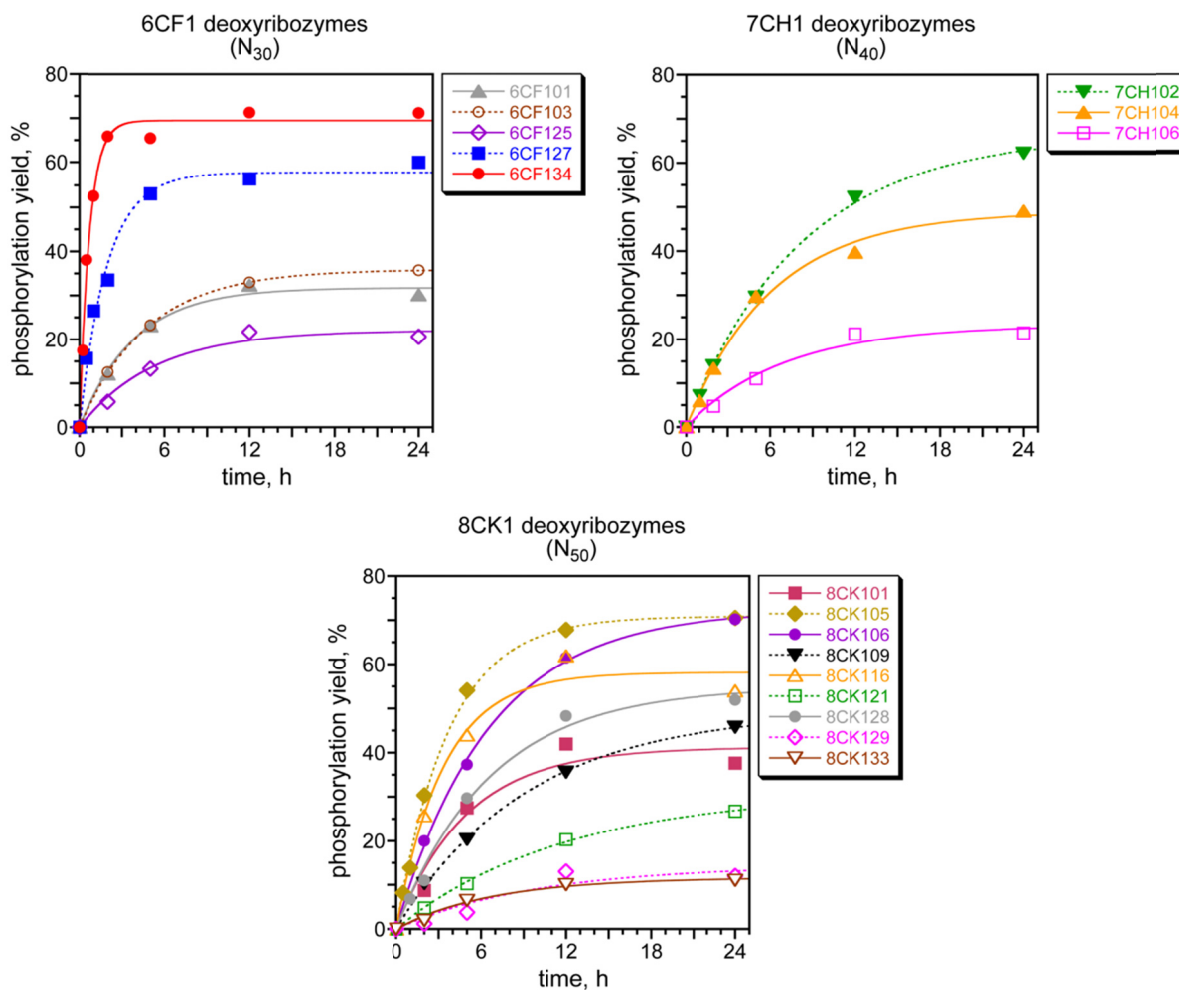 6CF1 deoxyribozymes
(N30)
phosphorylation yield, %
80
60
40
20
0
0 6 12 18 24
time, h
6CF101
6CF103
6CF125
6CF127
6CF134
7CH1 deoxyribozymes
(N40)
phosphorylation yield, %
80
60
40
20
0
0 6 12 18 24
time, h
7CH102
7CH104
7CH106
8CK1 deoxyribozymes
(N50)
phosphorylation yield, %
80
60
40
20
0
0 6 12 18 24
time, h
8CK101
8CK105
8CK106
8CK109
8CK116
8CK121
8CK128
8CK129
8CK133